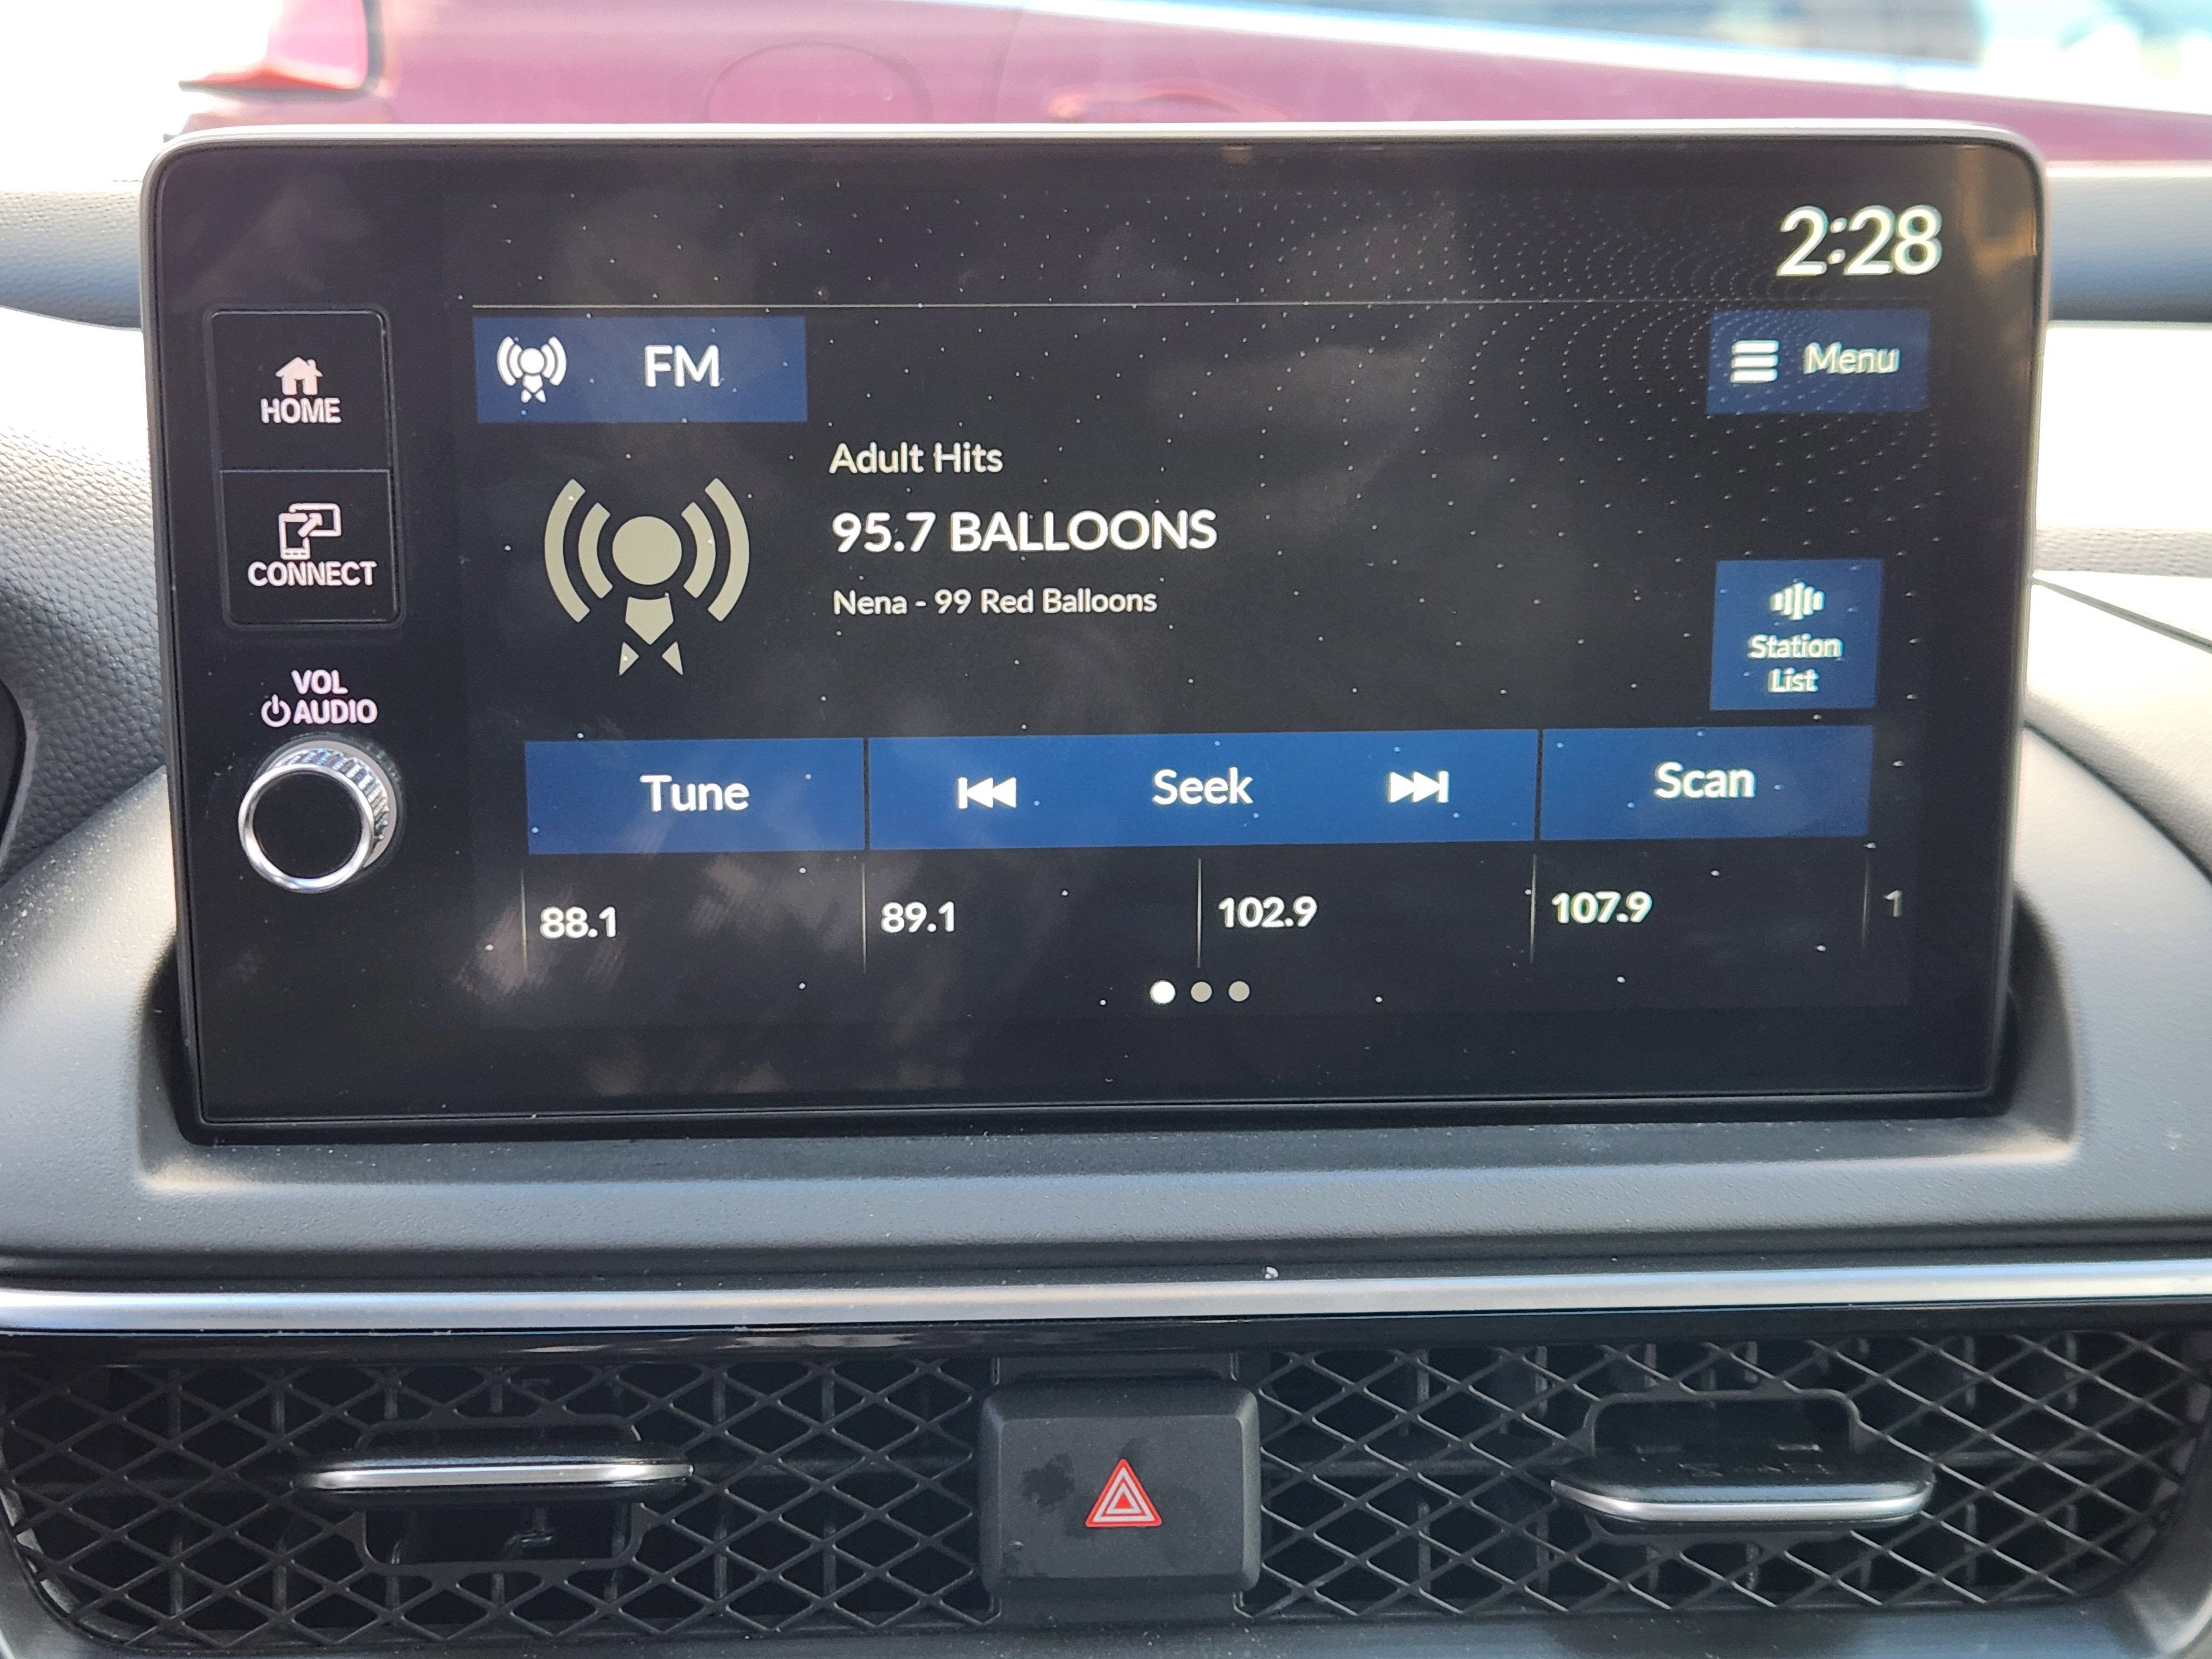 2:28
FM
Menu
HOME
CONNECT
VOL
AUDIO
Adult Hits
95.7 BALLOONS
Nena - 99 Red Balloons
Station
List
Tune
Seek
Scan
88.1
89.1
102.9
107.9
1